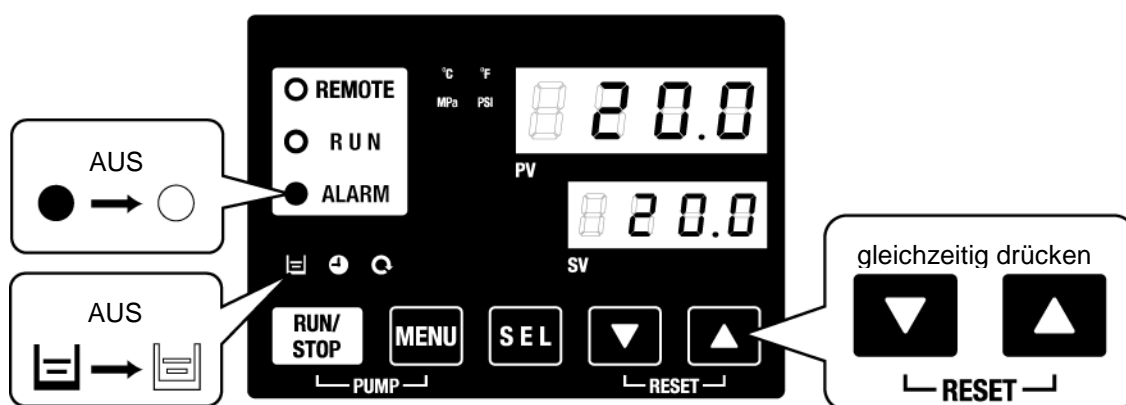 AUS
AUS
REMOTE
RUN
ALARM
°C °F
MPa PSI
20.0
PV
20.0
SV
RUN/
STOP
MENU
SEL
PUMP
RESET
gleichzeitig drücken
RESET